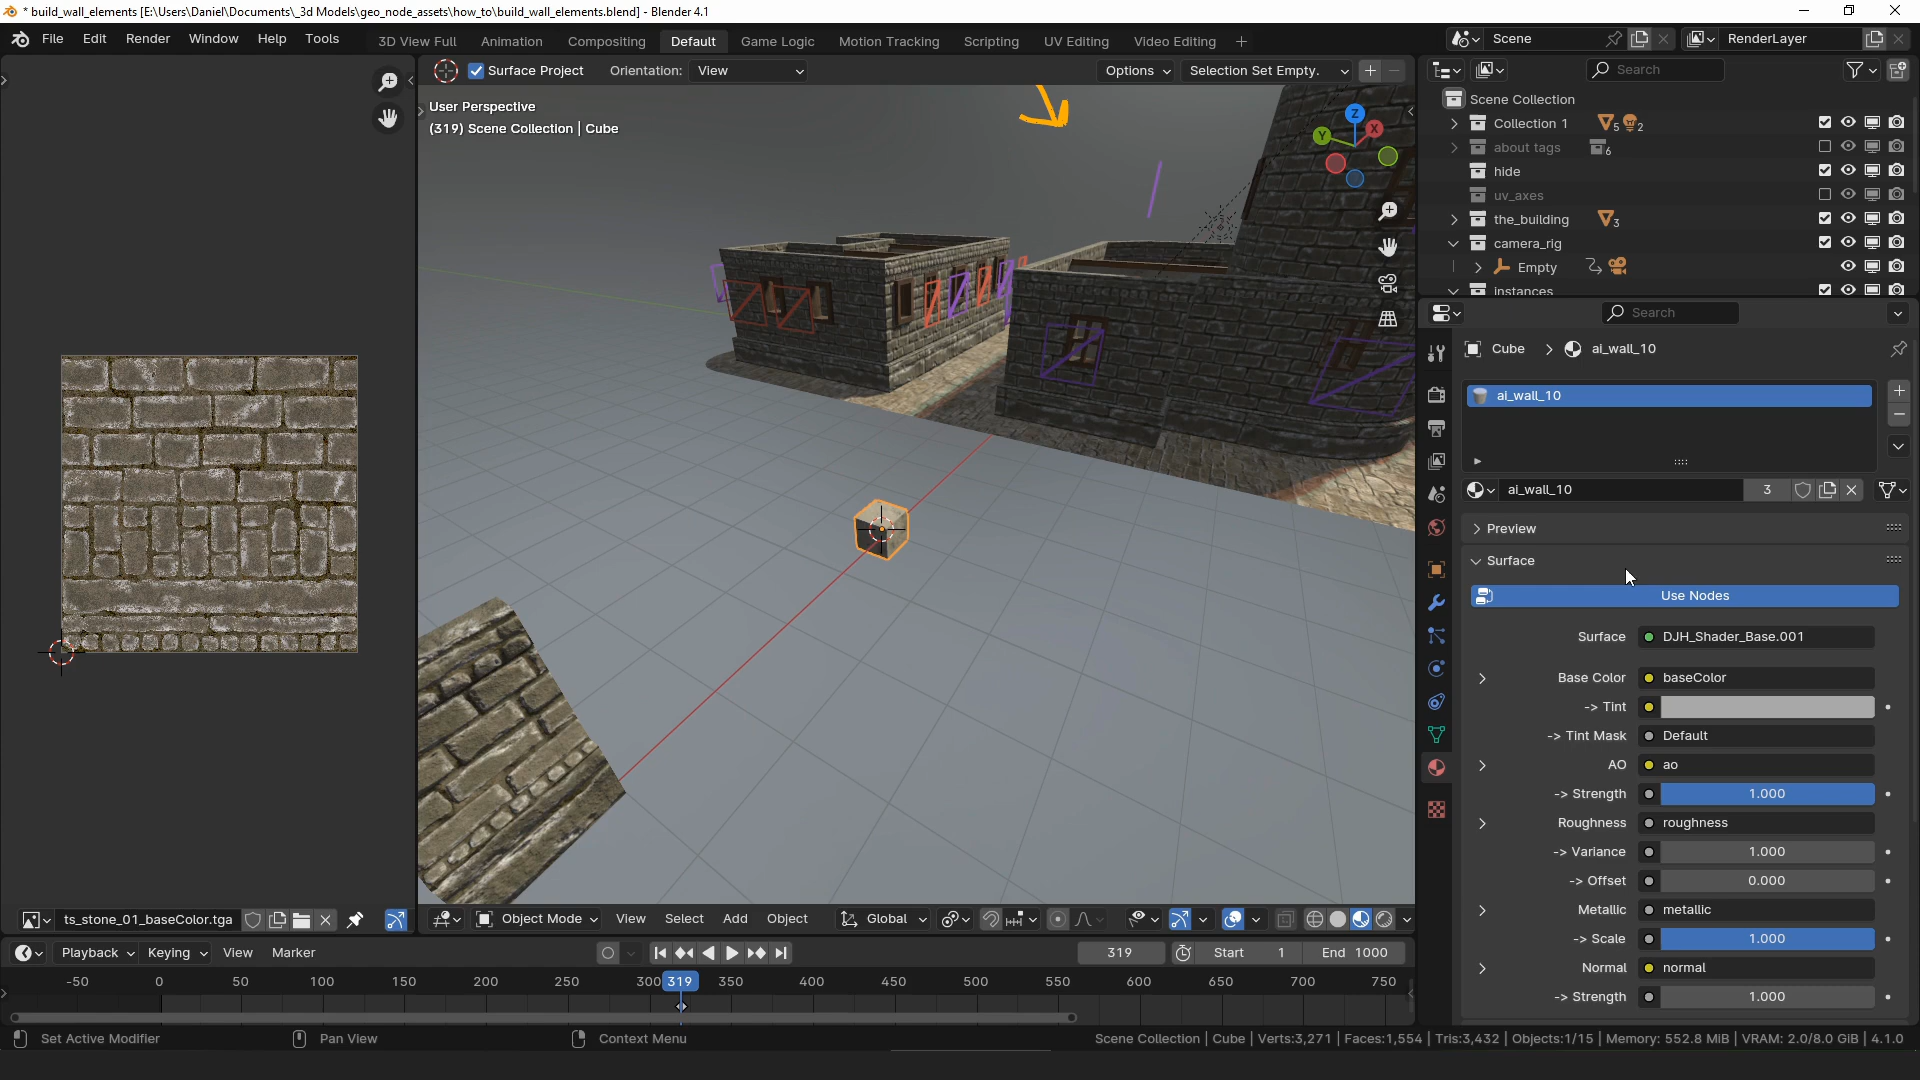 * build_wall_elements [E:\Users\Daniel\Documents\_3d Models\geo_node_assets\how_to\build_wall_elements.blend] - Blender 4.1
File Edit Render Window Help Tools
3D View Full Animation Compositing Default Game Logic Motion Tracking Scripting UV Editing Video Editing
Scene
RenderLayer
Surface Project Orientation: View
Options Selection Set Empty.
User Perspective
(319) Scene Collection | Cube
Z
Y
X
Search
Scene Collection
Collection 1 5 2
about tags 6
hide
uv_axes
the_building 3
camera_rig
Empty
instances
Search
Cube ai_wall_10
ai_wall_10
ai_wall_10 3
Preview
Surface
Use Nodes
Surface DJH_Shader_Base.001
Base Color baseColor
-> Tint
-> Tint Mask Default
AO ao
-> Strength 1.000
Roughness roughness
-> Variance 1.000
-> Offset 0.000
Metallic metallic
-> Scale 1.000
Normal normal
-> Strength 1.000
ts_stone_01_baseColor.tga
Object Mode View Select Add Object Global
Playback Keying View Marker
319 Start 1 End 1000
-50 0 50 100 150 200 250 300 319 350 400 450 500 550 600 650 700 750
Set Active Modifier Pan View Context Menu
Scene Collection | Cube | Verts:3,271 | Faces:1,554 | Tris:3,432 | Objects:1/15 | Memory: 552.8 MiB | VRAM: 2.0/8.0 GiB | 4.1.0